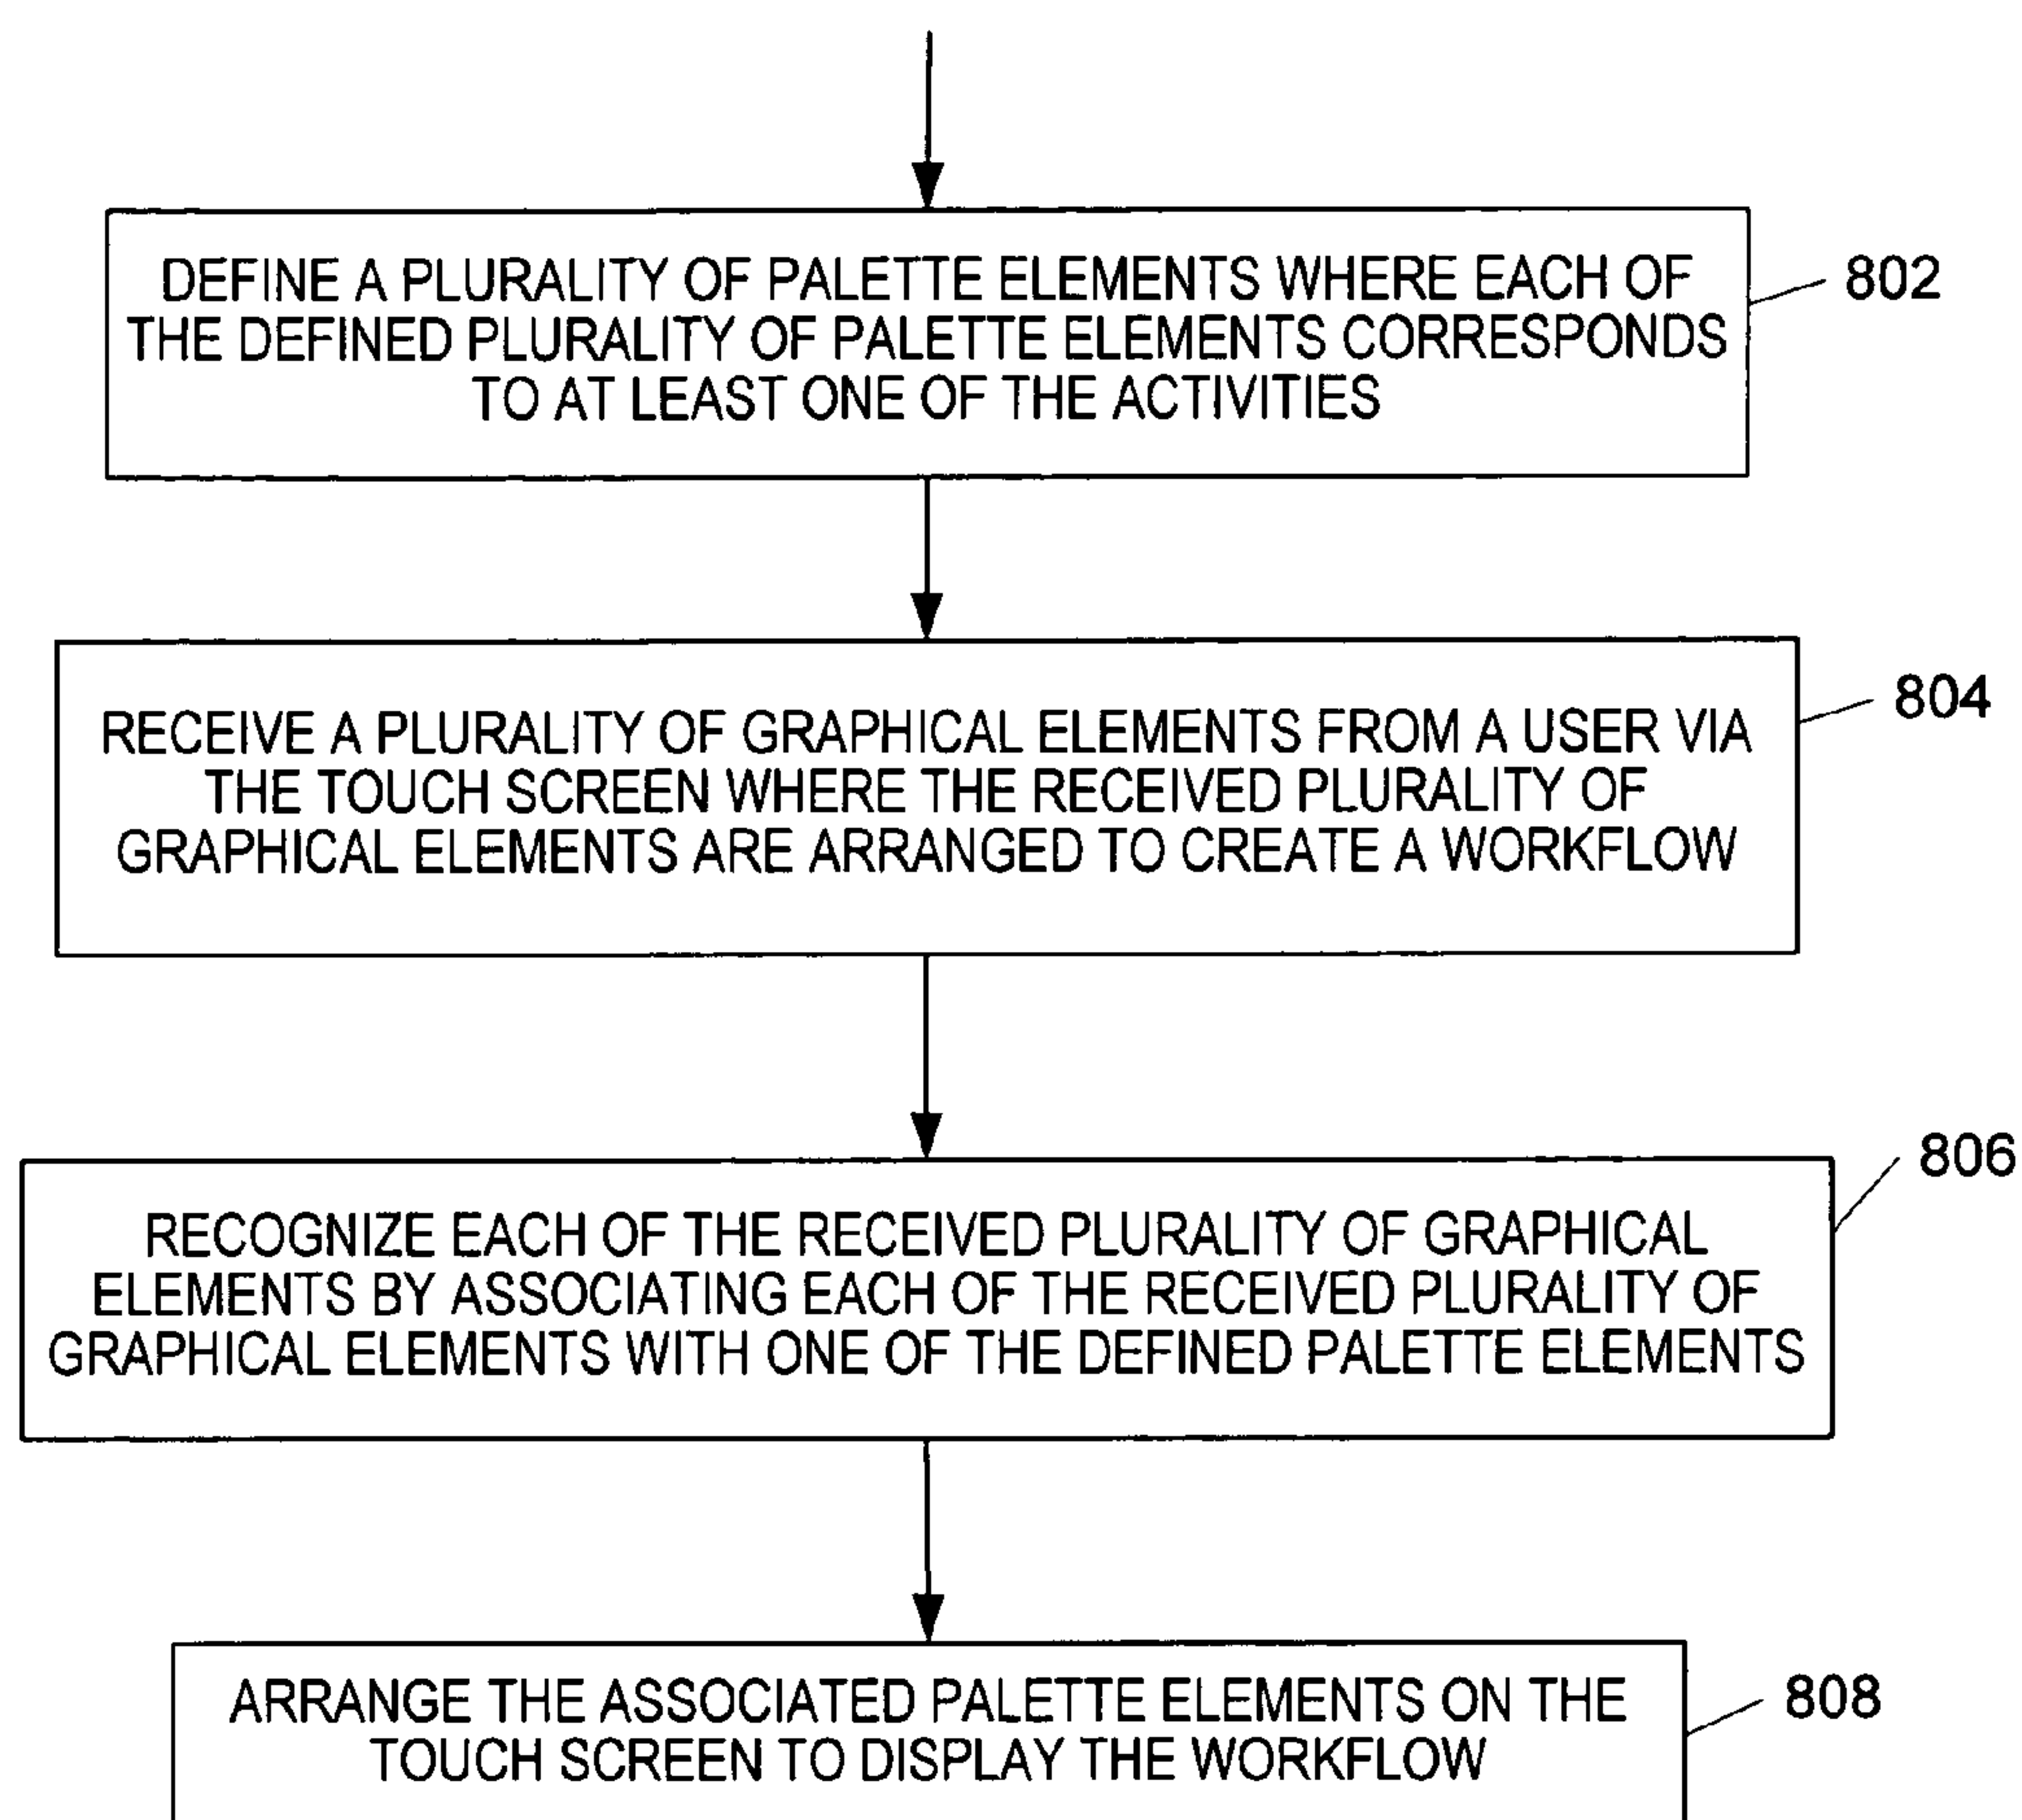 DEFINE A PLURALITY OF PALETTE ELEMENTS WHERE EACH OF
THE DEFINED PLURALITY OF PALETTE ELEMENTS CORRESPONDS
TO AT LEAST ONE OF THE ACTIVITIES
802
RECEIVE A PLURALITY OF GRAPHICAL ELEMENTS FROM A USER VIA
THE TOUCH SCREEN WHERE THE RECEIVED PLURALITY OF
GRAPHICAL ELEMENTS ARE ARRANGED TO CREATE A WORKFLOW
804
RECOGNIZE EACH OF THE RECEIVED PLURALITY OF GRAPHICAL
ELEMENTS BY ASSOCIATING EACH OF THE RECEIVED PLURALITY OF
GRAPHICAL ELEMENTS WITH ONE OF THE DEFINED PALETTE ELEMENTS
806
ARRANGE THE ASSOCIATED PALETTE ELEMENTS ON THE
TOUCH SCREEN TO DISPLAY THE WORKFLOW
808